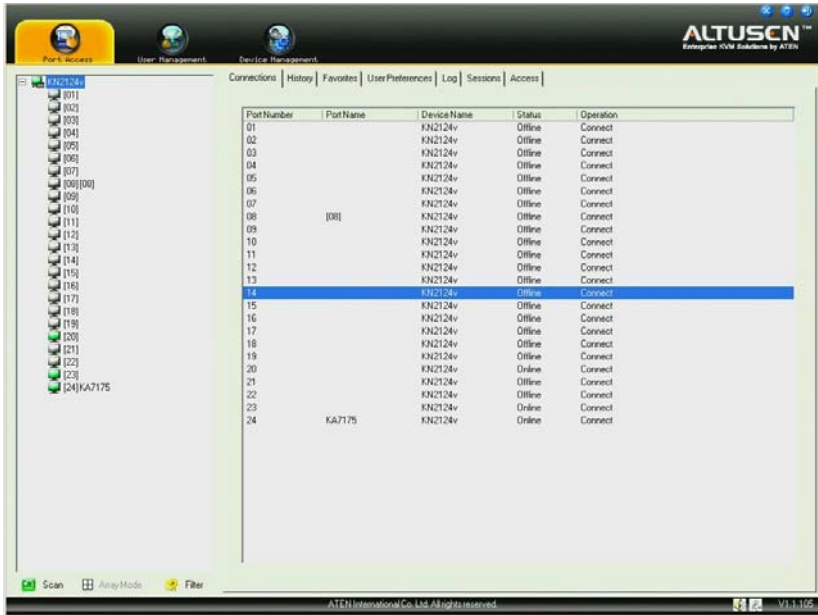 Port Access
User Management
Device Management
ALTUSEN™
Enterprise KVM Solutions by ATEN
KN2124v
[01]
[02]
[03]
[04]
[05]
[06]
[07]
[08][08]
[09]
[10]
[11]
[12]
[13]
[14]
[15]
[16]
[17]
[18]
[19]
[20]
[21]
[22]
[23]
[24]KA7175
Scan
Array Mode
Filter
Connections | History | Favorites | User Preferences | Log | Sessions | Access
Port Number Port Name Device Name Status Operation
01 KN2124v Offline Connect
02 KN2124v Offline Connect
03 KN2124v Offline Connect
04 KN2124v Offline Connect
05 KN2124v Offline Connect
06 KN2124v Offline Connect
07 KN2124v Offline Connect
08 [08] KN2124v Offline Connect
09 KN2124v Offline Connect
10 KN2124v Offline Connect
11 KN2124v Offline Connect
12 KN2124v Offline Connect
13 KN2124v Offline Connect
14 KN2124v Offline Connect
15 KN2124v Offline Connect
16 KN2124v Offline Connect
17 KN2124v Offline Connect
18 KN2124v Offline Connect
19 KN2124v Offline Connect
20 KN2124v Online Connect
21 KN2124v Offline Connect
22 KN2124v Offline Connect
23 KN2124v Online Connect
24 KA7175 KN2124v Online Connect
ATEN International Co. Ltd. All rights reserved.
V1.1.105